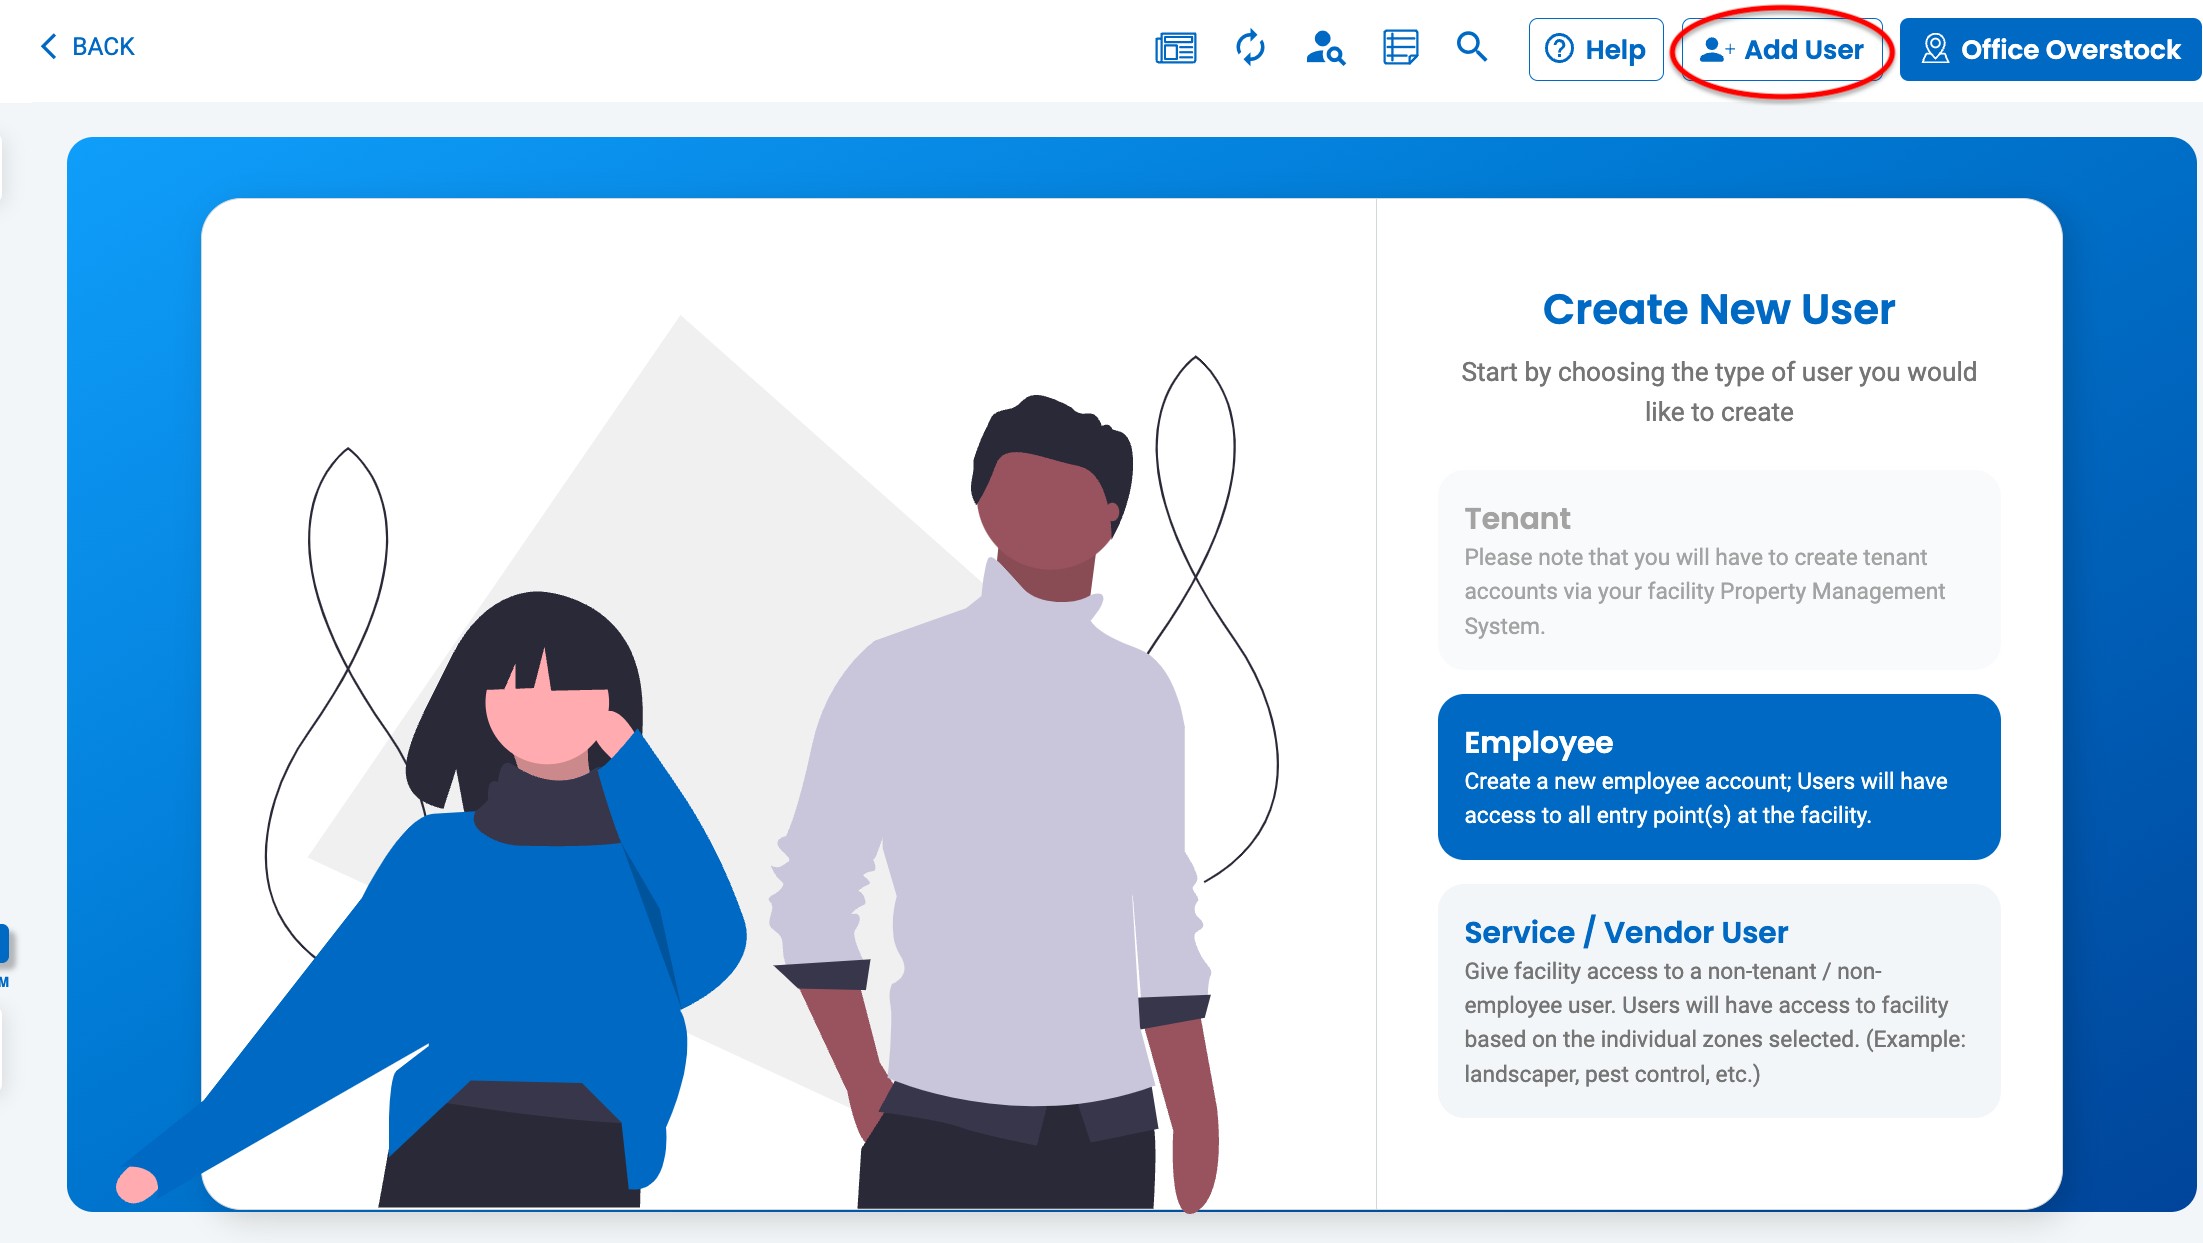 BACK
Help
Add User
Office Overstock
Create New User
Start by choosing the type of user you would
like to create
Tenant
Please note that you will have to create tenant
accounts via your facility Property Management
System.
Employee
Create a new employee account; Users will have
access to all entry point(s) at the facility.
M
Service / Vendor User
Give facility access to a non-tenant / non-
employee user. Users will have access to facility
based on the individual zones selected. (Example:
landscaper, pest control, etc.)